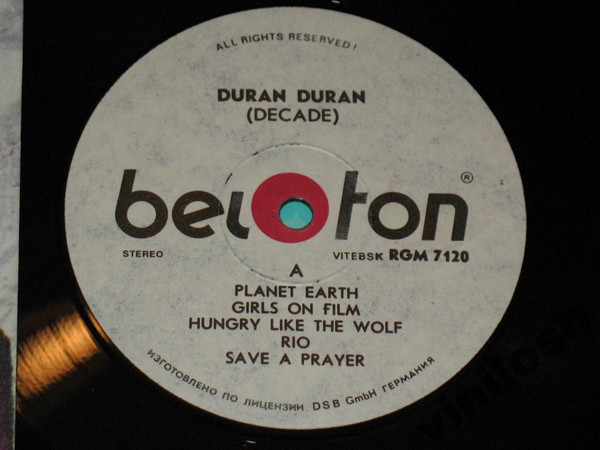 ALL RIGHTS RESERVED!
DURAN DURAN
(DECADE)
beloton ®
STEREO
VITEBSK RGM 7120
A
PLANET EARTH
GIRLS ON FILM
HUNGRY LIKE THE WOLF
RIO
SAVE A PRAYER
ИЗГОТОВЛЕНО ПО ЛИЦЕНЗИИ DSB GmbH ГЕРМАНИЯ